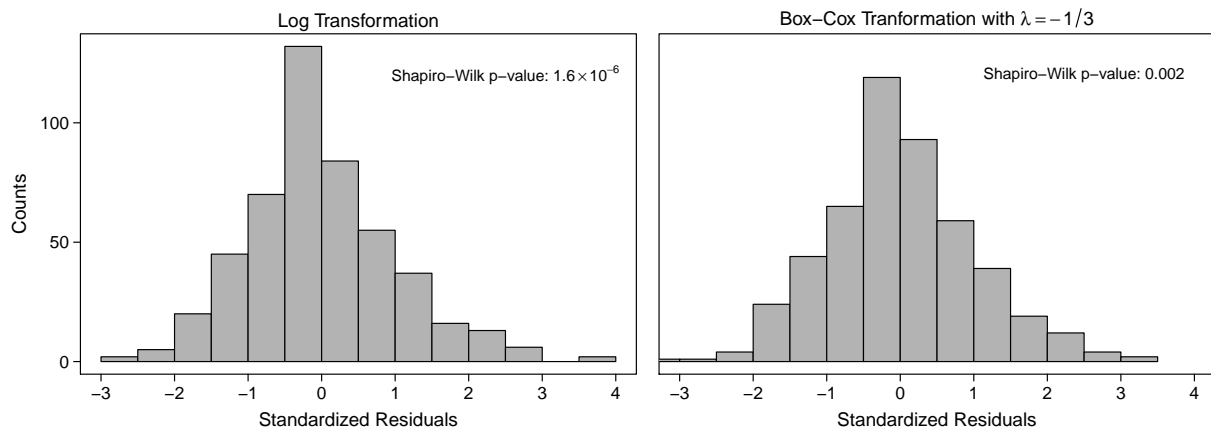 Log Transformation
Shapiro−Wilk p−value: 1.6×10⁻⁶
Counts
100
50
0
−3 −2 −1 0 1 2 3 4
Standardized Residuals
Box−Cox Tranformation with λ=−1/3
Shapiro−Wilk p−value: 0.002
−3 −2 −1 0 1 2 3 4
Standardized Residuals